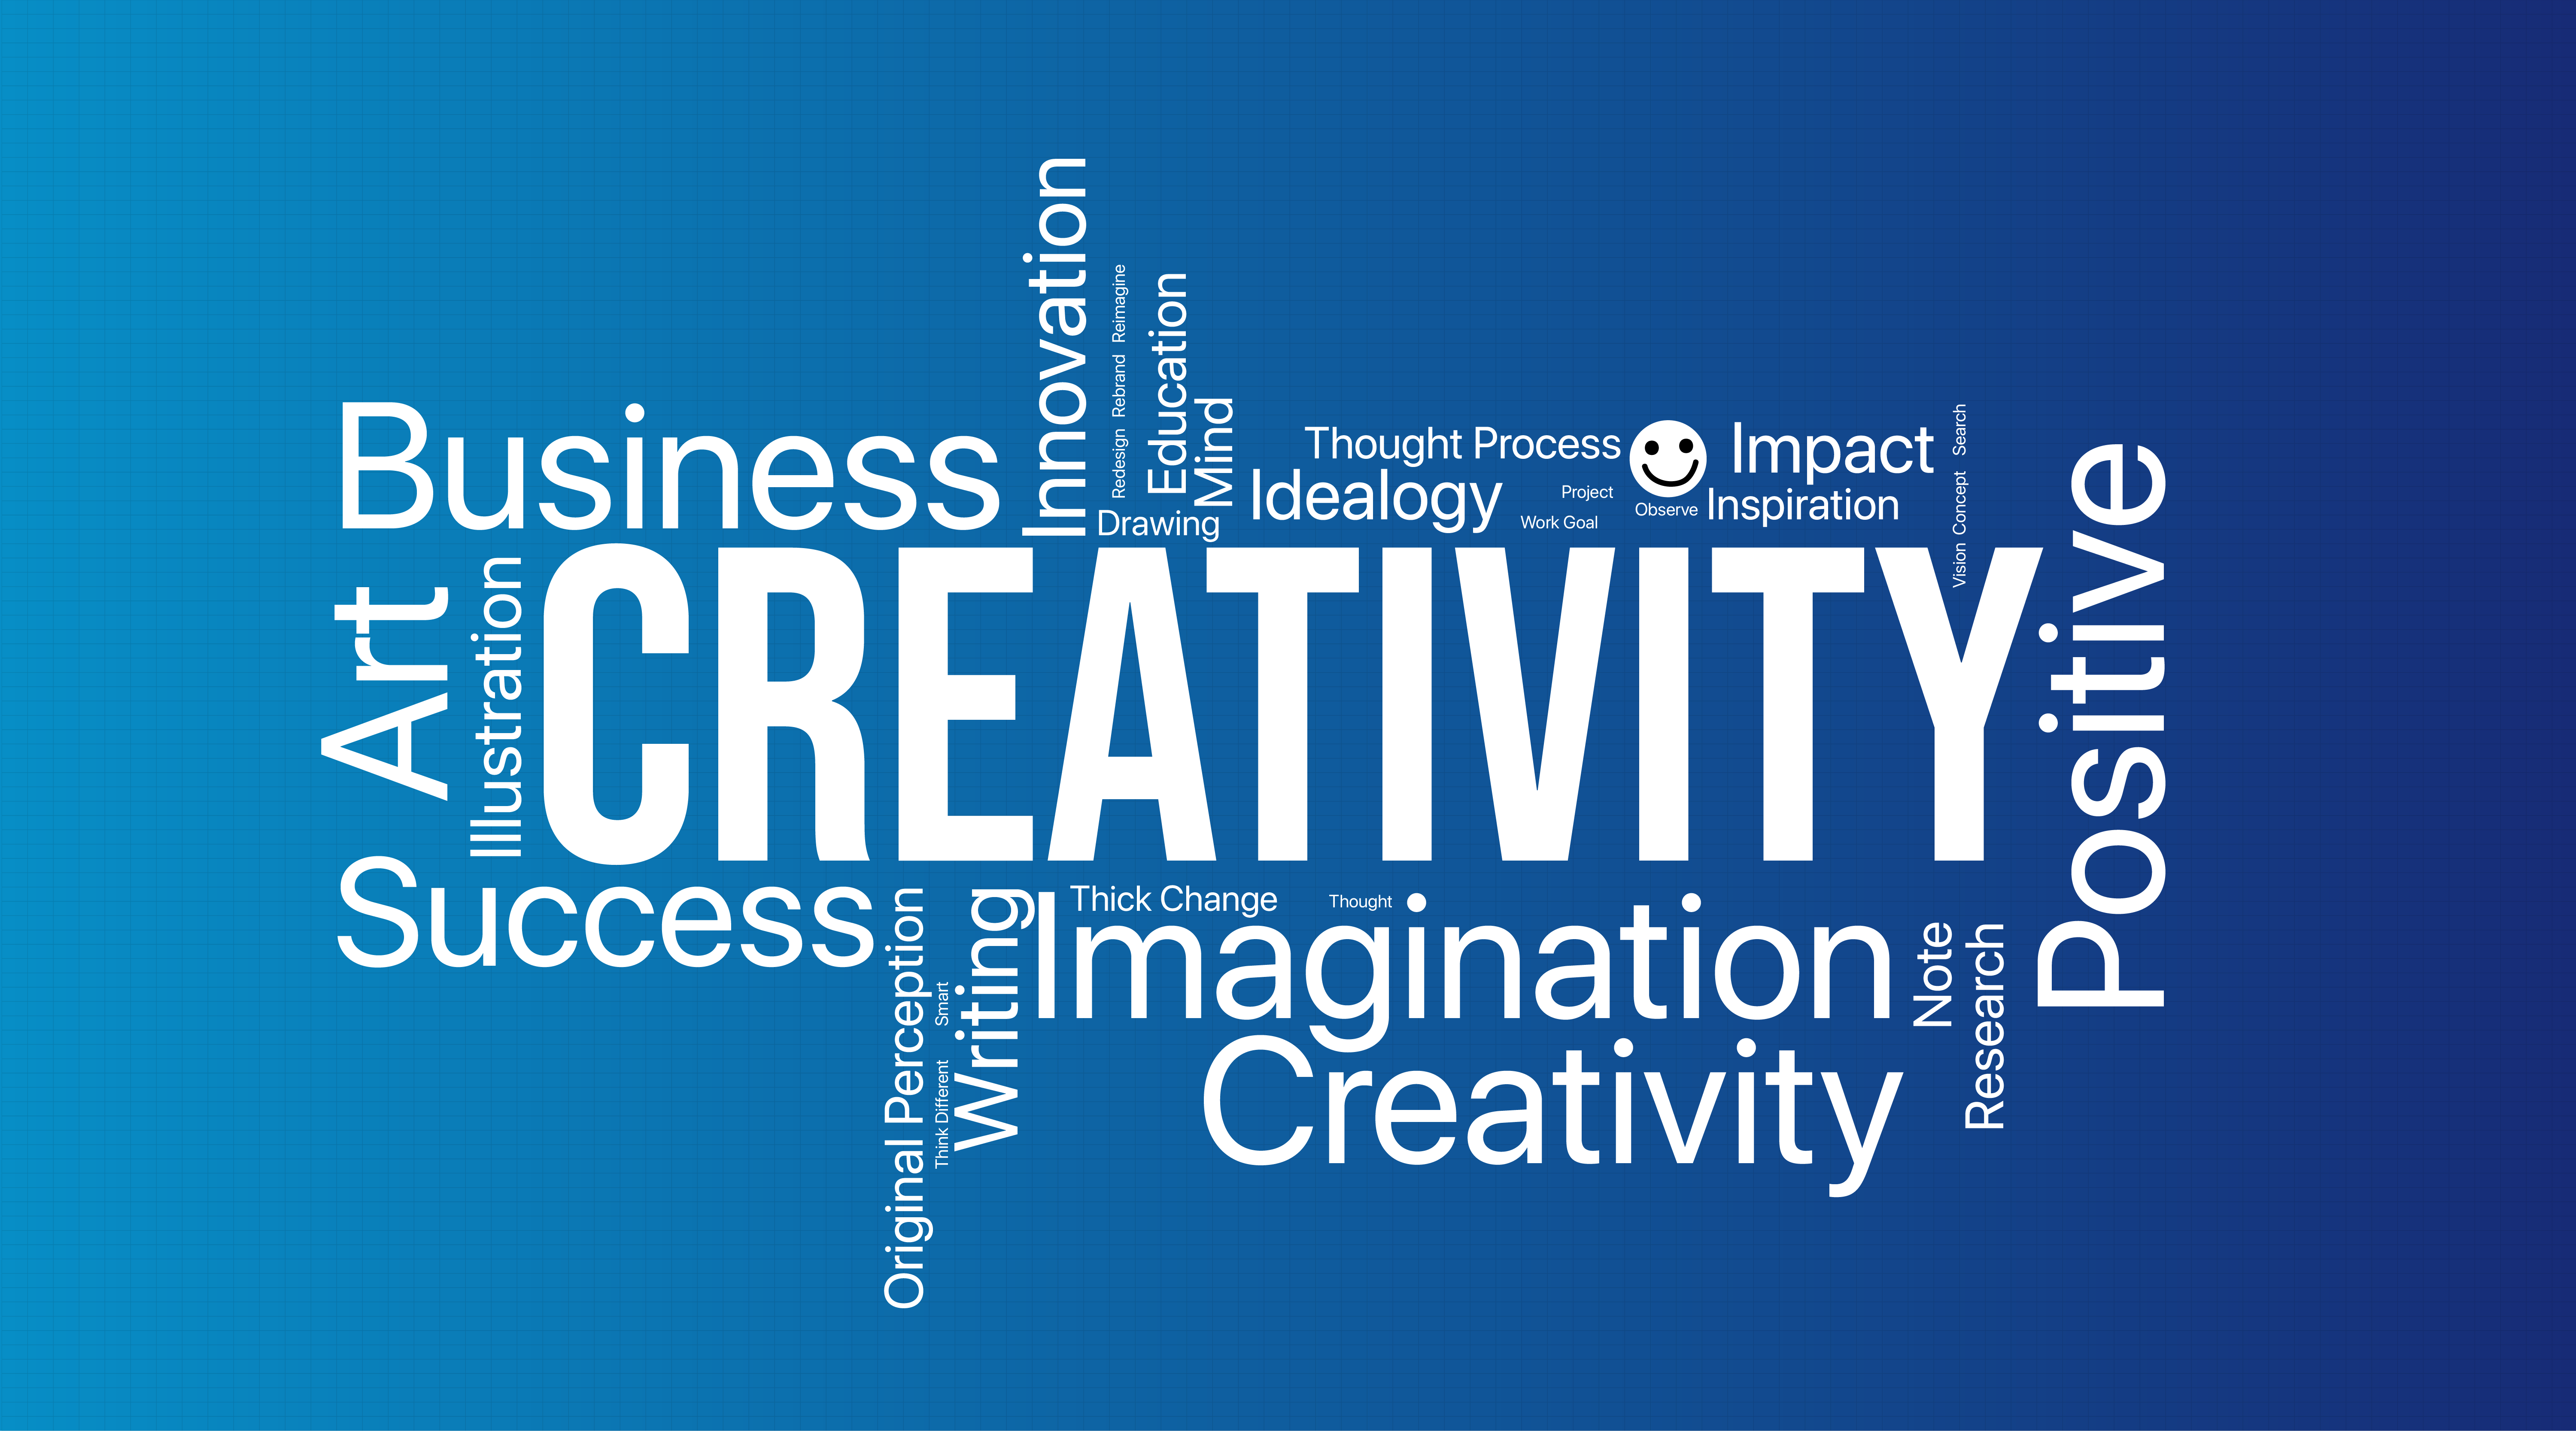 Innovation
Reimagine
Rebrand
Redesign
Education
Mind
Business
Thought Process
Impact
Search
Concept
Vision
Idealogy
Project
Work Goal
Observe
Inspiration
Drawing
Art
Illustration
CREATIVITY
Positive
Success
Original Perception
Smart
Think Different
Writing
Thick Change
Thought
Imagination
Note
Research
Creativity